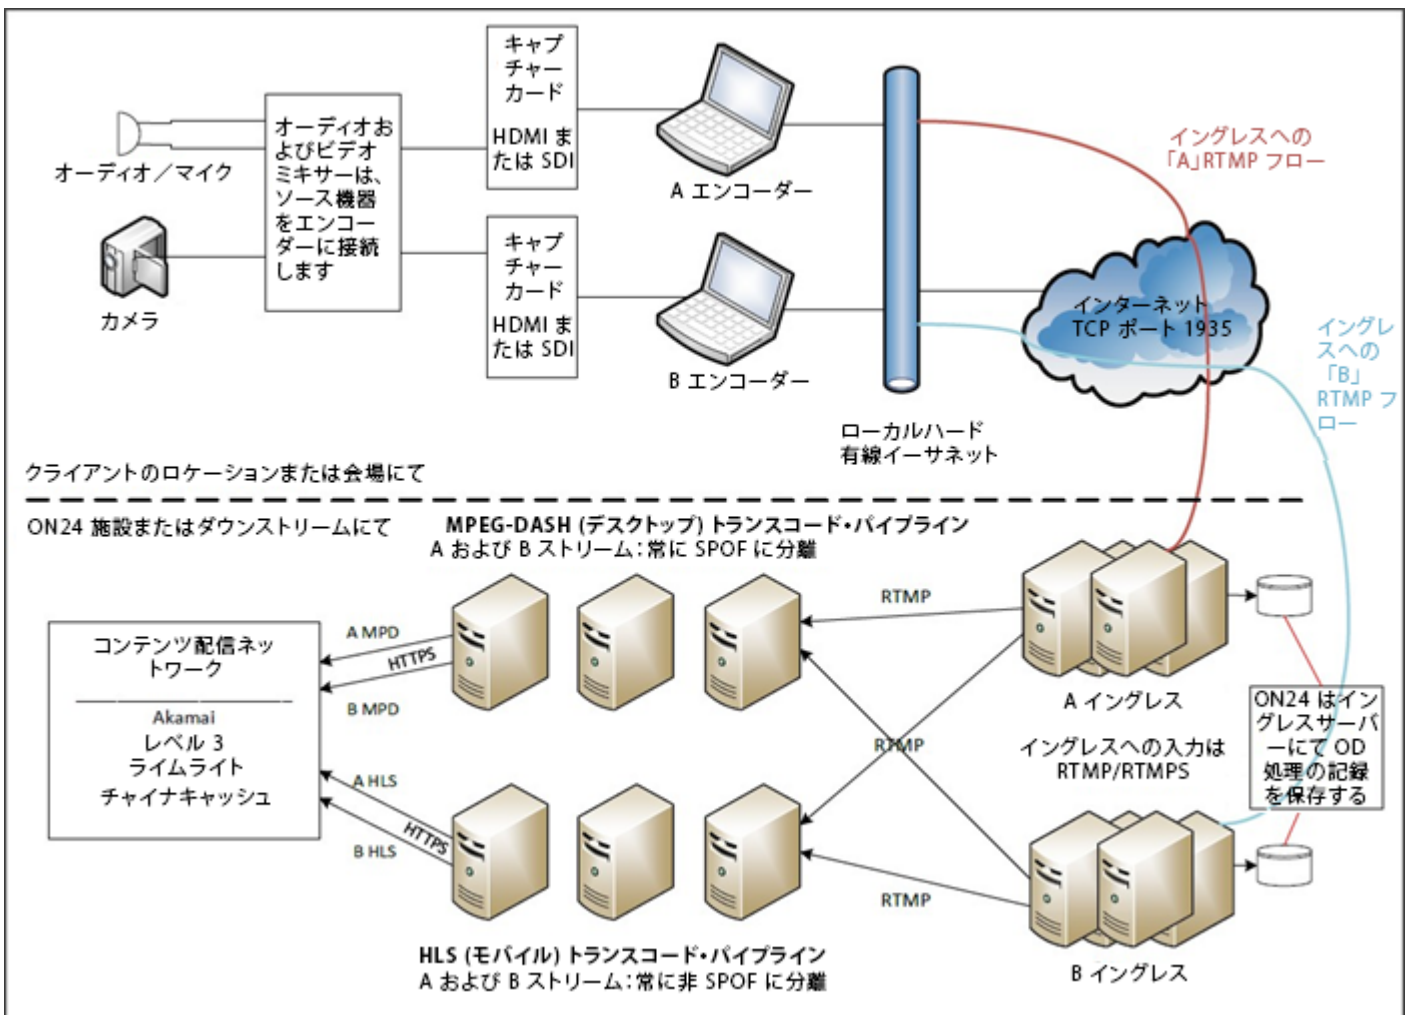 オーディオ／マイク
カメラ
オーディオお
よびビデオ
ミキサーは、
ソース機器
をエンコー
ダーに接続
します
キャプ
チャー
カード
HDMI ま
たは SDI
キャプ
チャー
カード
HDMI ま
たは SDI
A エンコーダー
B エンコーダー
ローカルハード
有線イーサネット
イングレスへの
「A」RTMP フロー
インターネット
TCP ポート 1935
イングレ
スへの
「B」
RTMP フ
ロー
クライアントのロケーションまたは会場にて
ON24 施設またはダウンストリームにて
MPEG-DASH (デスクトップ) トランスコード・パイプライン
A および B ストリーム：常に SPOF に分離
コンテンツ配信ネッ
トワーク
Akamai
レベル 3
ライムライト
チャイナキャッシュ
A MPD
HTTPS
B MPD
A HLS
HTTPS
B HLS
RTMP
RTMP
RTMP
A イングレス
イングレスへの入力は
RTMP/RTMPS
ON24 はイン
グレスサーバ
ーにて OD
処理の記録
を保存する
B イングレス
HLS (モバイル) トランスコード・パイプライン
A および B ストリーム：常に非 SPOF に分離